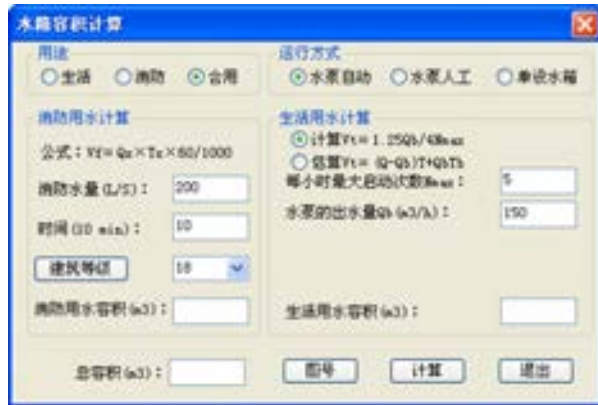 水箱容积计算
用途
生活 消防 合用
运行方式
水泵自动 水泵人工 单设水箱
消防用水计算
公式：Vf=Qx×Tx×60/1000
消防水量(L/S)： 200
时间(10 min)： 10
建筑等级 18
消防用水容积(m3)：
生活用水计算
计算Vt=1.25Qb/4Nmax
估算Vt= (Q-Qb)T+QbTb
每小时最大启动次数Nmax： 5
水泵的出水量Qb(m3/h)： 150
生活用水容积(m3)：
总容积(m3)：
图号 计算 退出